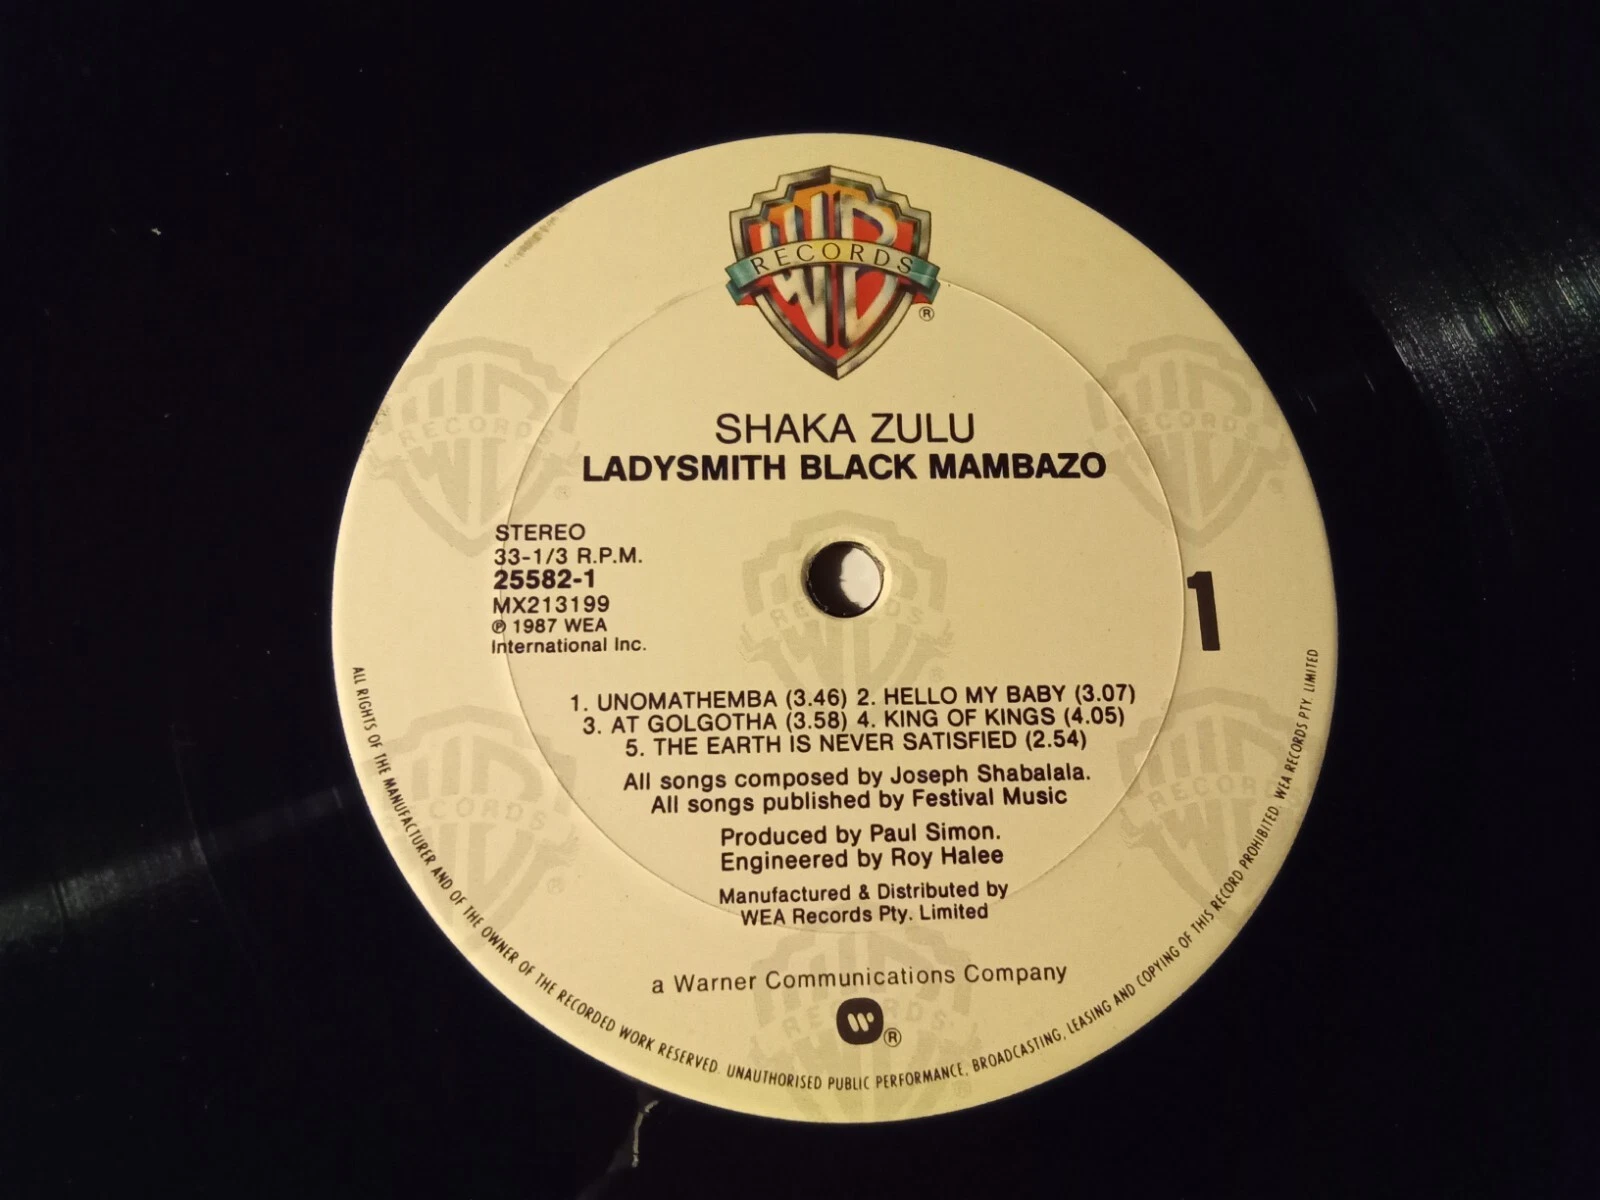 WB
RECORDS
®
SHAKA ZULU
LADYSMITH BLACK MAMBAZO
STEREO
33-1/3 R.P.M.
25582-1
MX213199
℗ 1987 WEA
International Inc.
1
1. UNOMATHEMBA (3.46) 2. HELLO MY BABY (3.07)
3. AT GOLGOTHA (3.58) 4. KING OF KINGS (4.05)
5. THE EARTH IS NEVER SATISFIED (2.54)
All songs composed by Joseph Shabalala.
All songs published by Festival Music
Produced by Paul Simon.
Engineered by Roy Halee
Manufactured & Distributed by
WEA Records Pty. Limited
a Warner Communications Company
®
ALL RIGHTS OF THE MANUFACTURER AND OF THE OWNER OF THE RECORDED WORK RESERVED. UNAUTHORISED PUBLIC PERFORMANCE, BROADCASTING, LEASING AND COPYING OF THIS RECORD PROHIBITED. WEA RECORDS PTY. LIMITED